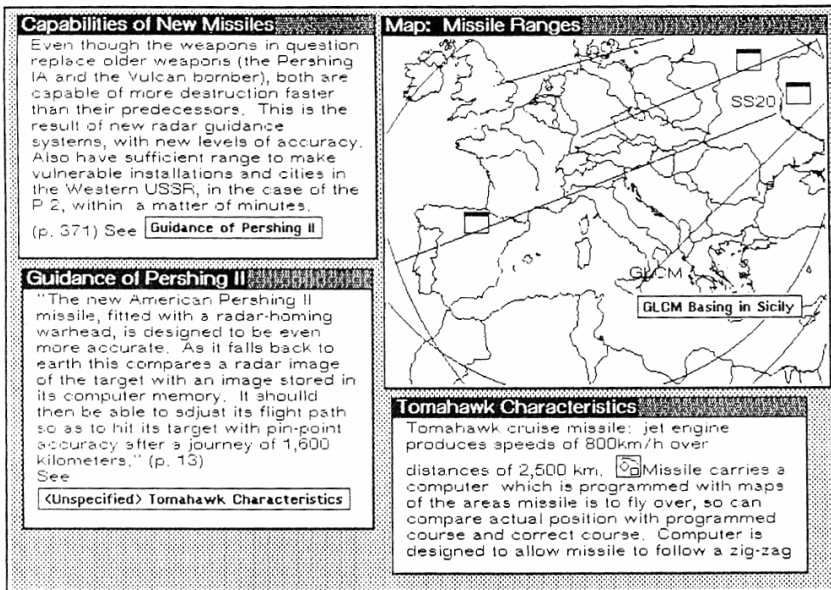 Capabilities of New Missiles
Even though the weapons in question
replace older weapons (the Pershing
IA and the Vulcan bomber), both are
capable of more destruction faster
than their predecessors. This is the
result of new radar guidance
systems, with new levels of accuracy.
Also have sufficient range to make
vulnerable installations and cities in
the Western USSR, in the case of the
P 2, within a matter of minutes.
(p. 371) See Guidance of Pershing II
Guidance of Pershing II
"The new American Pershing II
missile, fitted with a radar-homing
warhead, is designed to be even
more accurate. As it falls back to
earth this compares a radar image
of the target with an image stored in
its computer memory. It shoulld
then be able to sdjust its flight path
so as to hit its target with pin-point
accuracy after a journey of 1,600
kilometers." (p. 13)
See
<Unspecified> Tomahawk Characteristics
Map: Missile Ranges
SS20
GLCM
GLCM Basing in Sicily
Tomahawk Characteristics
Tomahawk cruise missile: jet engine
produces speeds of 800km/h over
distances of 2,500 km. Missile carries a
computer which is programmed with maps
of the areas missile is to fly over, so can
compare actual position with programmed
course and correct course. Computer is
designed to allow missile to follow a zig-zag